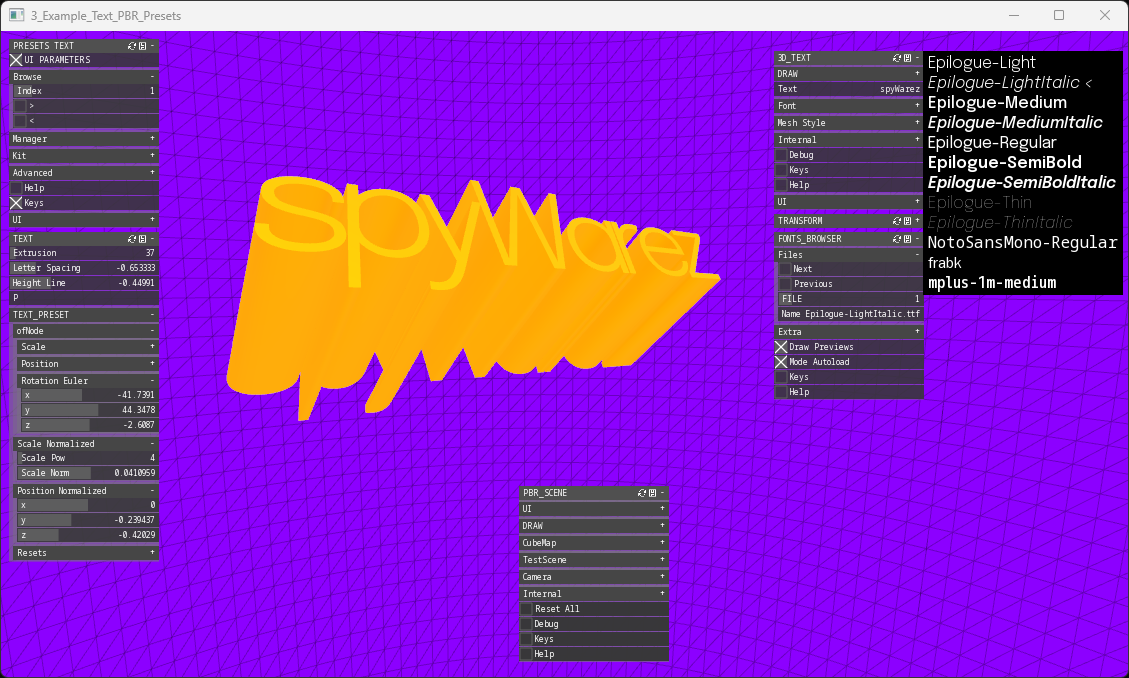 3_Example_Text_PBR_Presets
PRESETS TEXT
UI PARAMETERS
Browse -
Index 1
>
<
Manager +
Kit +
Advanced +
Help
Keys
UI +
TEXT -
Extrusion 37
Letter Spacing -0.653333
Height Line -0.44991
P
TEXT_PRESET
ofNode -
Scale +
Position +
Rotation Euler -
x -41.7391
y 44.3478
z -2.6087
Scale Normalized -
Scale Pow 4
Scale Norm 0.0410959
Position Normalized -
x 0
y -0.239437
z -0.42029
Resets +
spyWarez
PBR_SCENE -
UI +
DRAW +
CubeMap +
TestScene +
Camera +
Internal +
Reset All
Debug
Keys
Help
3D_TEXT -
DRAW +
Text spyWarez
Font +
Mesh Style +
Internal +
Debug
Keys
Help
UI +
TRANSFORM +
FONTS_BROWSER -
Files -
Next
Previous
FILE 1
Name Epilogue-LightItalic.ttf
Extra +
Draw Previews
Mode Autoload
Keys
Help
Epilogue-Light
Epilogue-LightItalic <
Epilogue-Medium
Epilogue-MediumItalic
Epilogue-Regular
Epilogue-SemiBold
Epilogue-SemiBoldItalic
Epilogue-Thin
Epilogue-ThinItalic
NotoSansMono-Regular
frabk
mplus-1m-medium